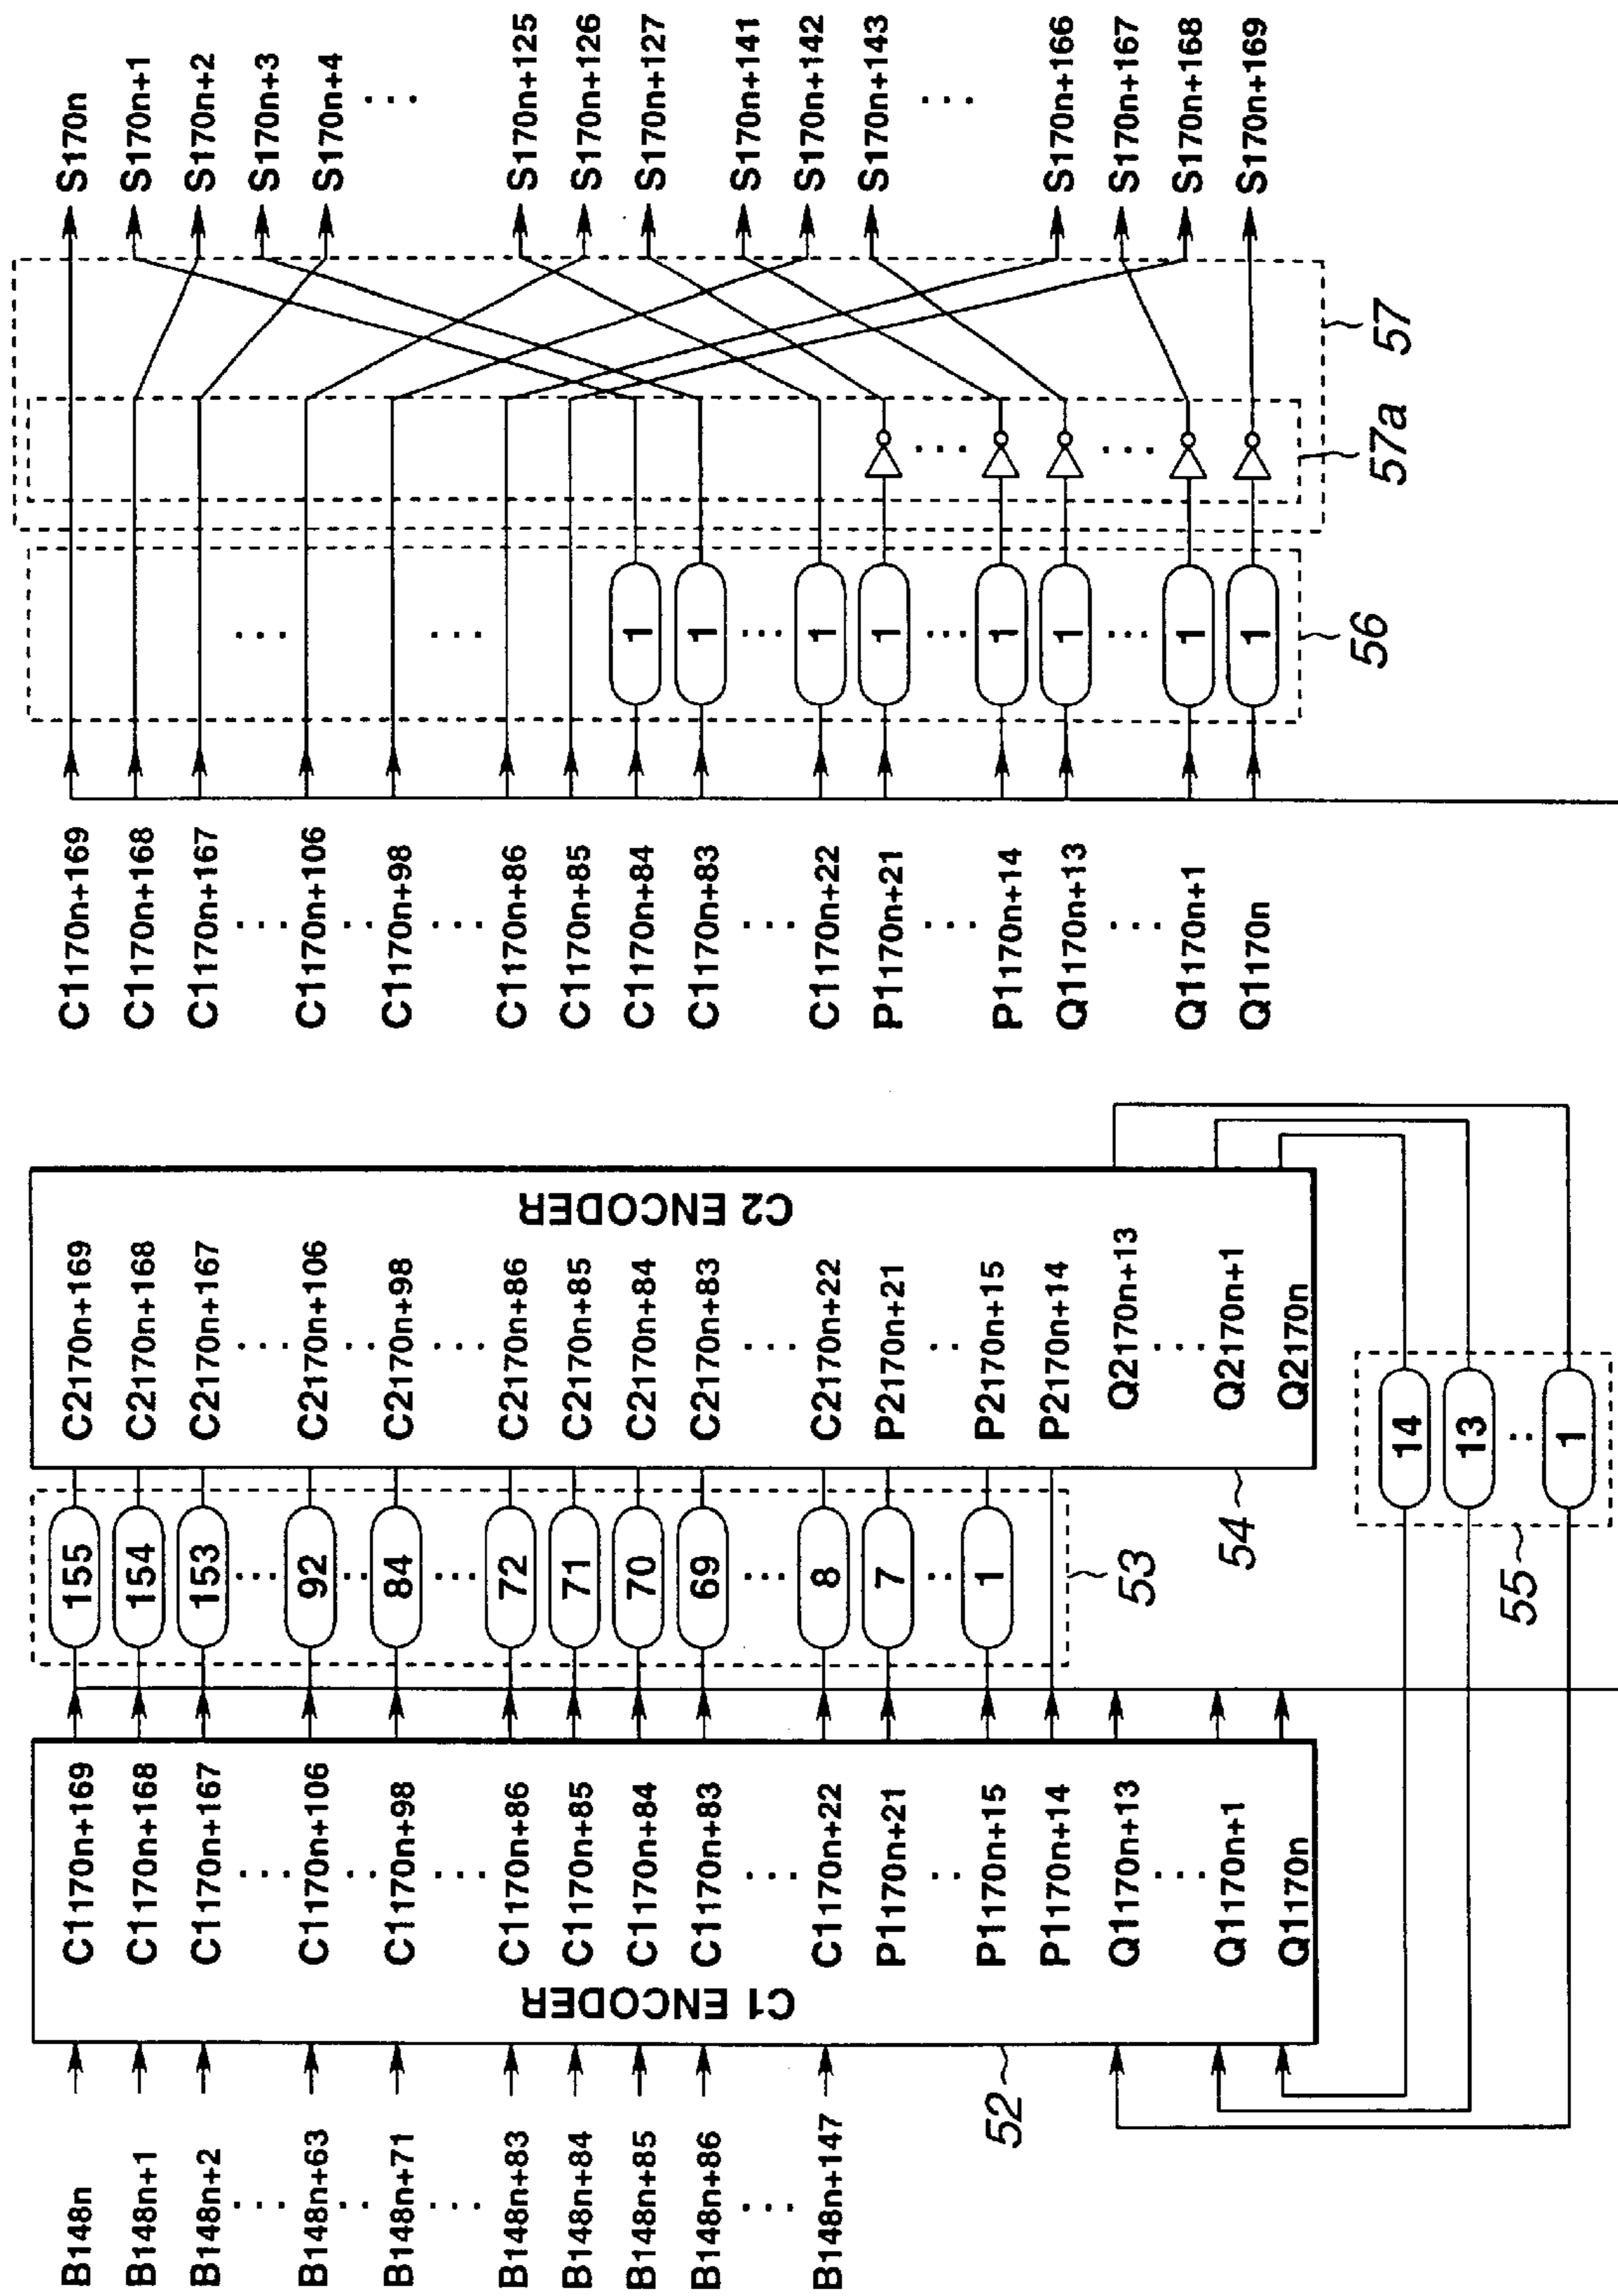 B148n
B148n+1
B148n+2
...
B148n+63
..
B148n+71
...
B148n+83
B148n+84
B148n+85
B148n+86
...
B148n+147
C1 ENCODER
C1170n+169
C1170n+168
C1170n+167
...
C1170n+106
..
C1170n+98
...
C1170n+86
C1170n+85
C1170n+84
C1170n+83
...
C1170n+22
P1170n+21
..
P1170n+15
P1170n+14
Q1170n+13
...
Q1170n+1
Q1170n
52
155
154
153
...
92
..
84
...
72
71
70
69
...
8
7
..
1
53
C2170n+169
C2170n+168
C2170n+167
...
C2170n+106
..
C2170n+98
...
C2170n+86
C2170n+85
C2170n+84
C2170n+83
...
C2170n+22
P2170n+21
..
P2170n+15
P2170n+14
Q2170n+13
...
Q2170n+1
Q2170n
C2 ENCODER
54
14
13
..
1
55
C1170n+169
C1170n+168
C1170n+167
...
C1170n+106
..
C1170n+98
...
C1170n+86
C1170n+85
C1170n+84
C1170n+83
...
C1170n+22
P1170n+21
...
P1170n+14
Q1170n+13
...
Q1170n+1
Q1170n
...
...
1
1
...
1
1
...
1
1
...
1
1
56
...
...
57a
57
S170n
S170n+1
S170n+2
S170n+3
S170n+4
...
S170n+125
S170n+126
S170n+127
S170n+141
S170n+142
S170n+143
...
S170n+166
S170n+167
S170n+168
S170n+169